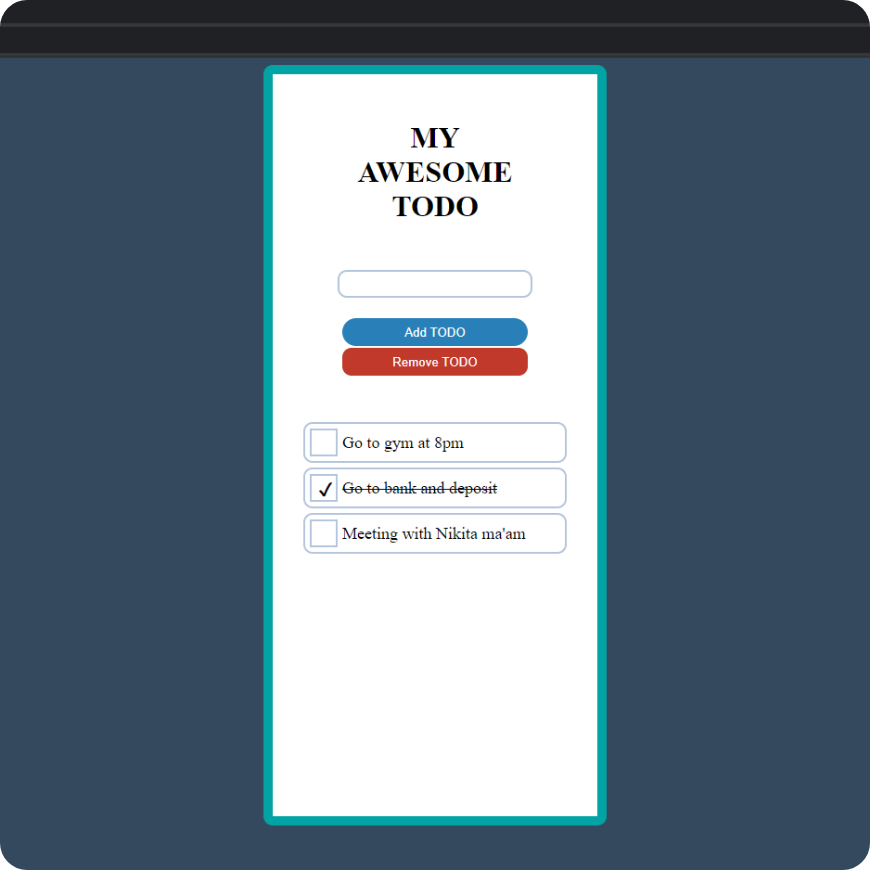 MY
AWESOME
TODO
Add TODO
Remove TODO
Go to gym at 8pm
Go to bank and deposit
Meeting with Nikita ma'am